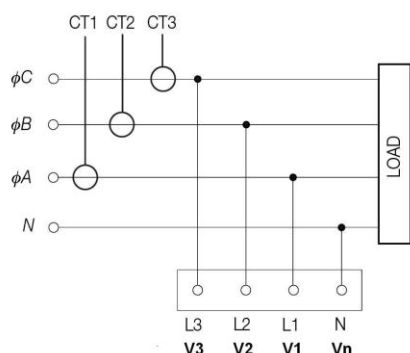 CT1 CT2 CT3
ϕC
ϕB
ϕA
N
LOAD
L3 L2 L1 N
V3 V2 V1 Vn